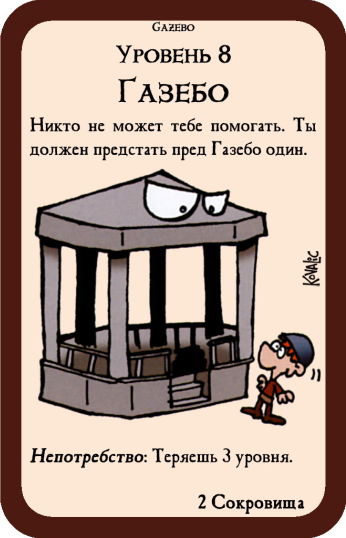 Gazebo
Уровень 8
Газебо
Никто не может тебе помогать. Ты
должен предстать пред Газебо один.
Kovalic
Непотребство: Теряешь 3 уровня.
2 Сокровища